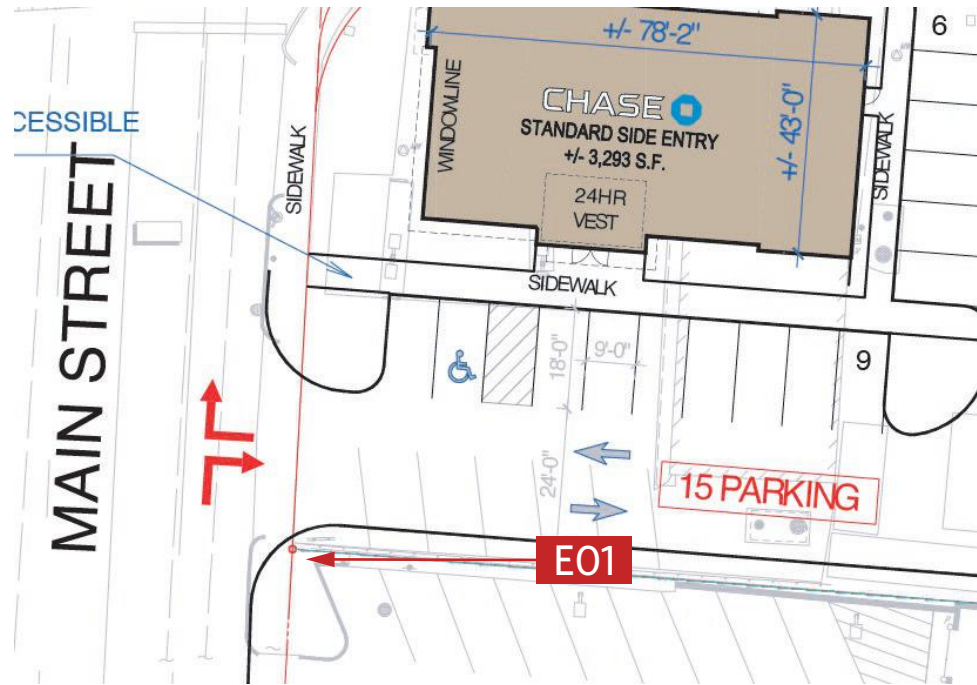 +/- 78'-2"
6
CESSIBLE
WINDOWLINE
CHASE
STANDARD SIDE ENTRY
+/- 3,293 S.F.
+/- 43'-0"
SIDEWALK
SIDEWALK
24HR
VEST
MAIN STREET
SIDEWALK
18'-0"
9'-0"
9
24'-0"
15 PARKING
E01